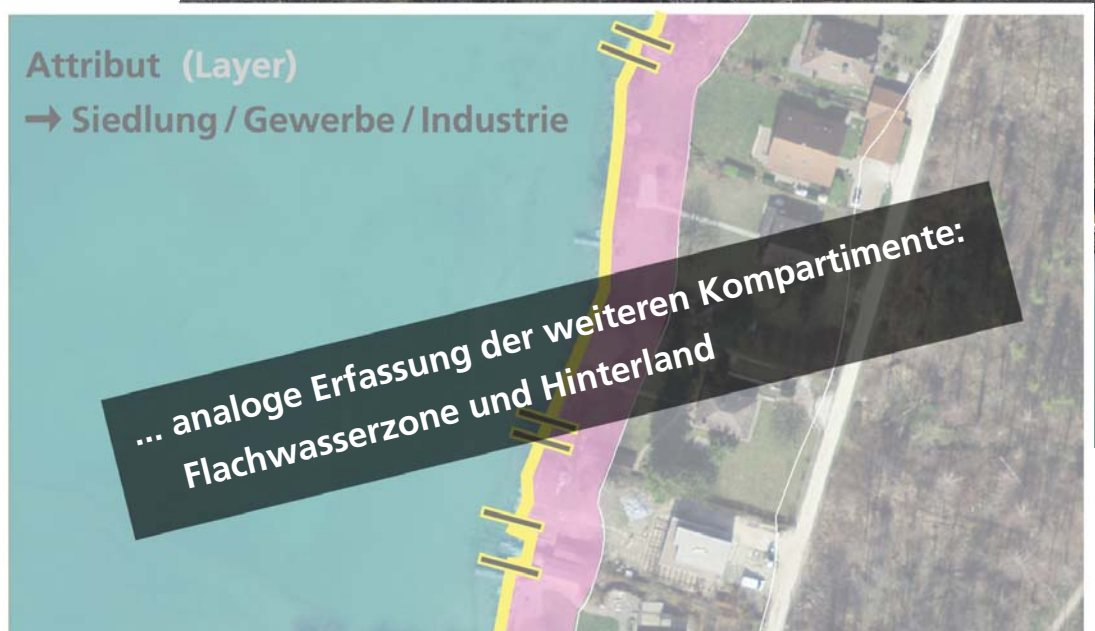 Attribut (Layer)
→ Siedlung / Gewerbe / Industrie
... analoge Erfassung der weiteren Kompartimente:
Flachwasserzone und Hinterland